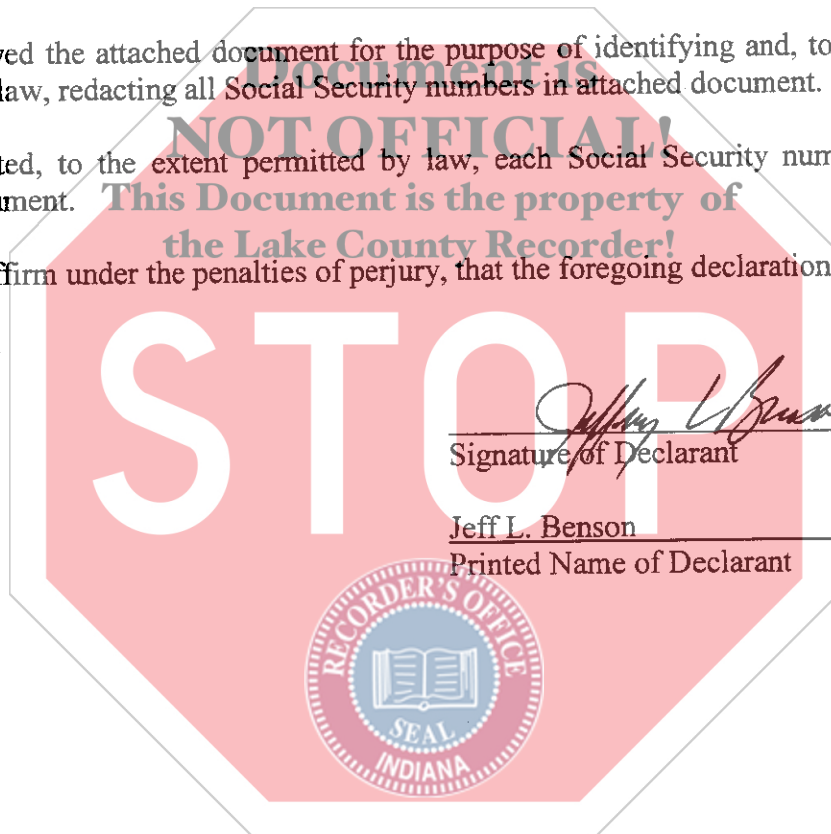 ved the attached document for the purpose of identifying and, to
Document is
law, redacting all Social Security numbers in attached document.
NOT OFFICIAL!
ted, to the extent permitted by law, each Social Security num
ument.
This Document is the property of
the Lake County Recorder!
ffirm under the penalties of perjury, that the foregoing declaration
STOP
Signature of Declarant
Jeff L. Benson
Printed Name of Declarant
RECORDER'S OFFICE
SEAL
INDIANA